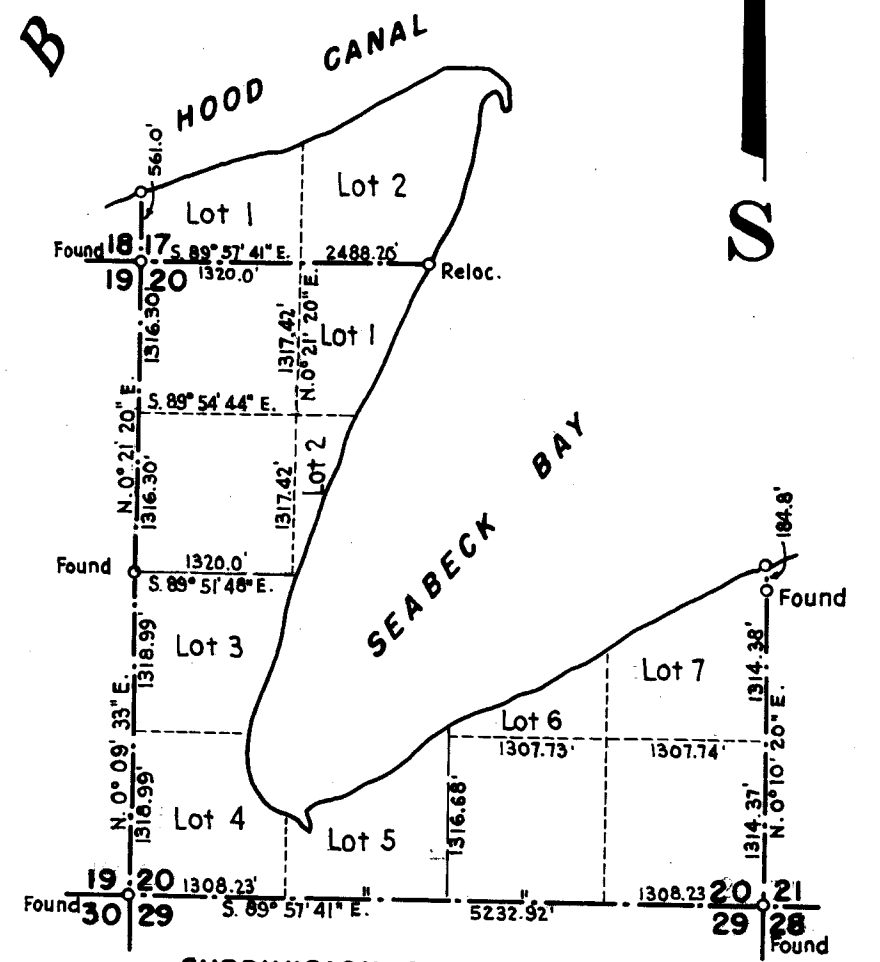 B
HOOD CANAL
561.0'
Lot 2
Lot 1
S
Found 18 17
S. 89° 57' 41" E. 2488.76'
19 20
1320.0'
Reloc.
1316.30'
1317.42'
N. 0° 21' 20" E.
Lot 1
S. 89° 54' 44" E.
N. 0° 21' 20" E.
1316.30'
1317.42'
Lot 2
SEABECK BAY
184.8'
Found
1320.0'
S. 89° 51' 48" E.
Found
Lot 3
1318.99'
Lot 7
1314.38'
Lot 6
1307.73'
1307.74'
N. 0° 09' 33" E.
1318.99'
Lot 4
Lot 5
1316.68'
1314.37'
N. 0° 10' 20" E.
19 20
1308.23'
"
"
1308.23
20 21
Found 30 29
S. 89° 57' 41" E.
5232.92'
29 28
Found